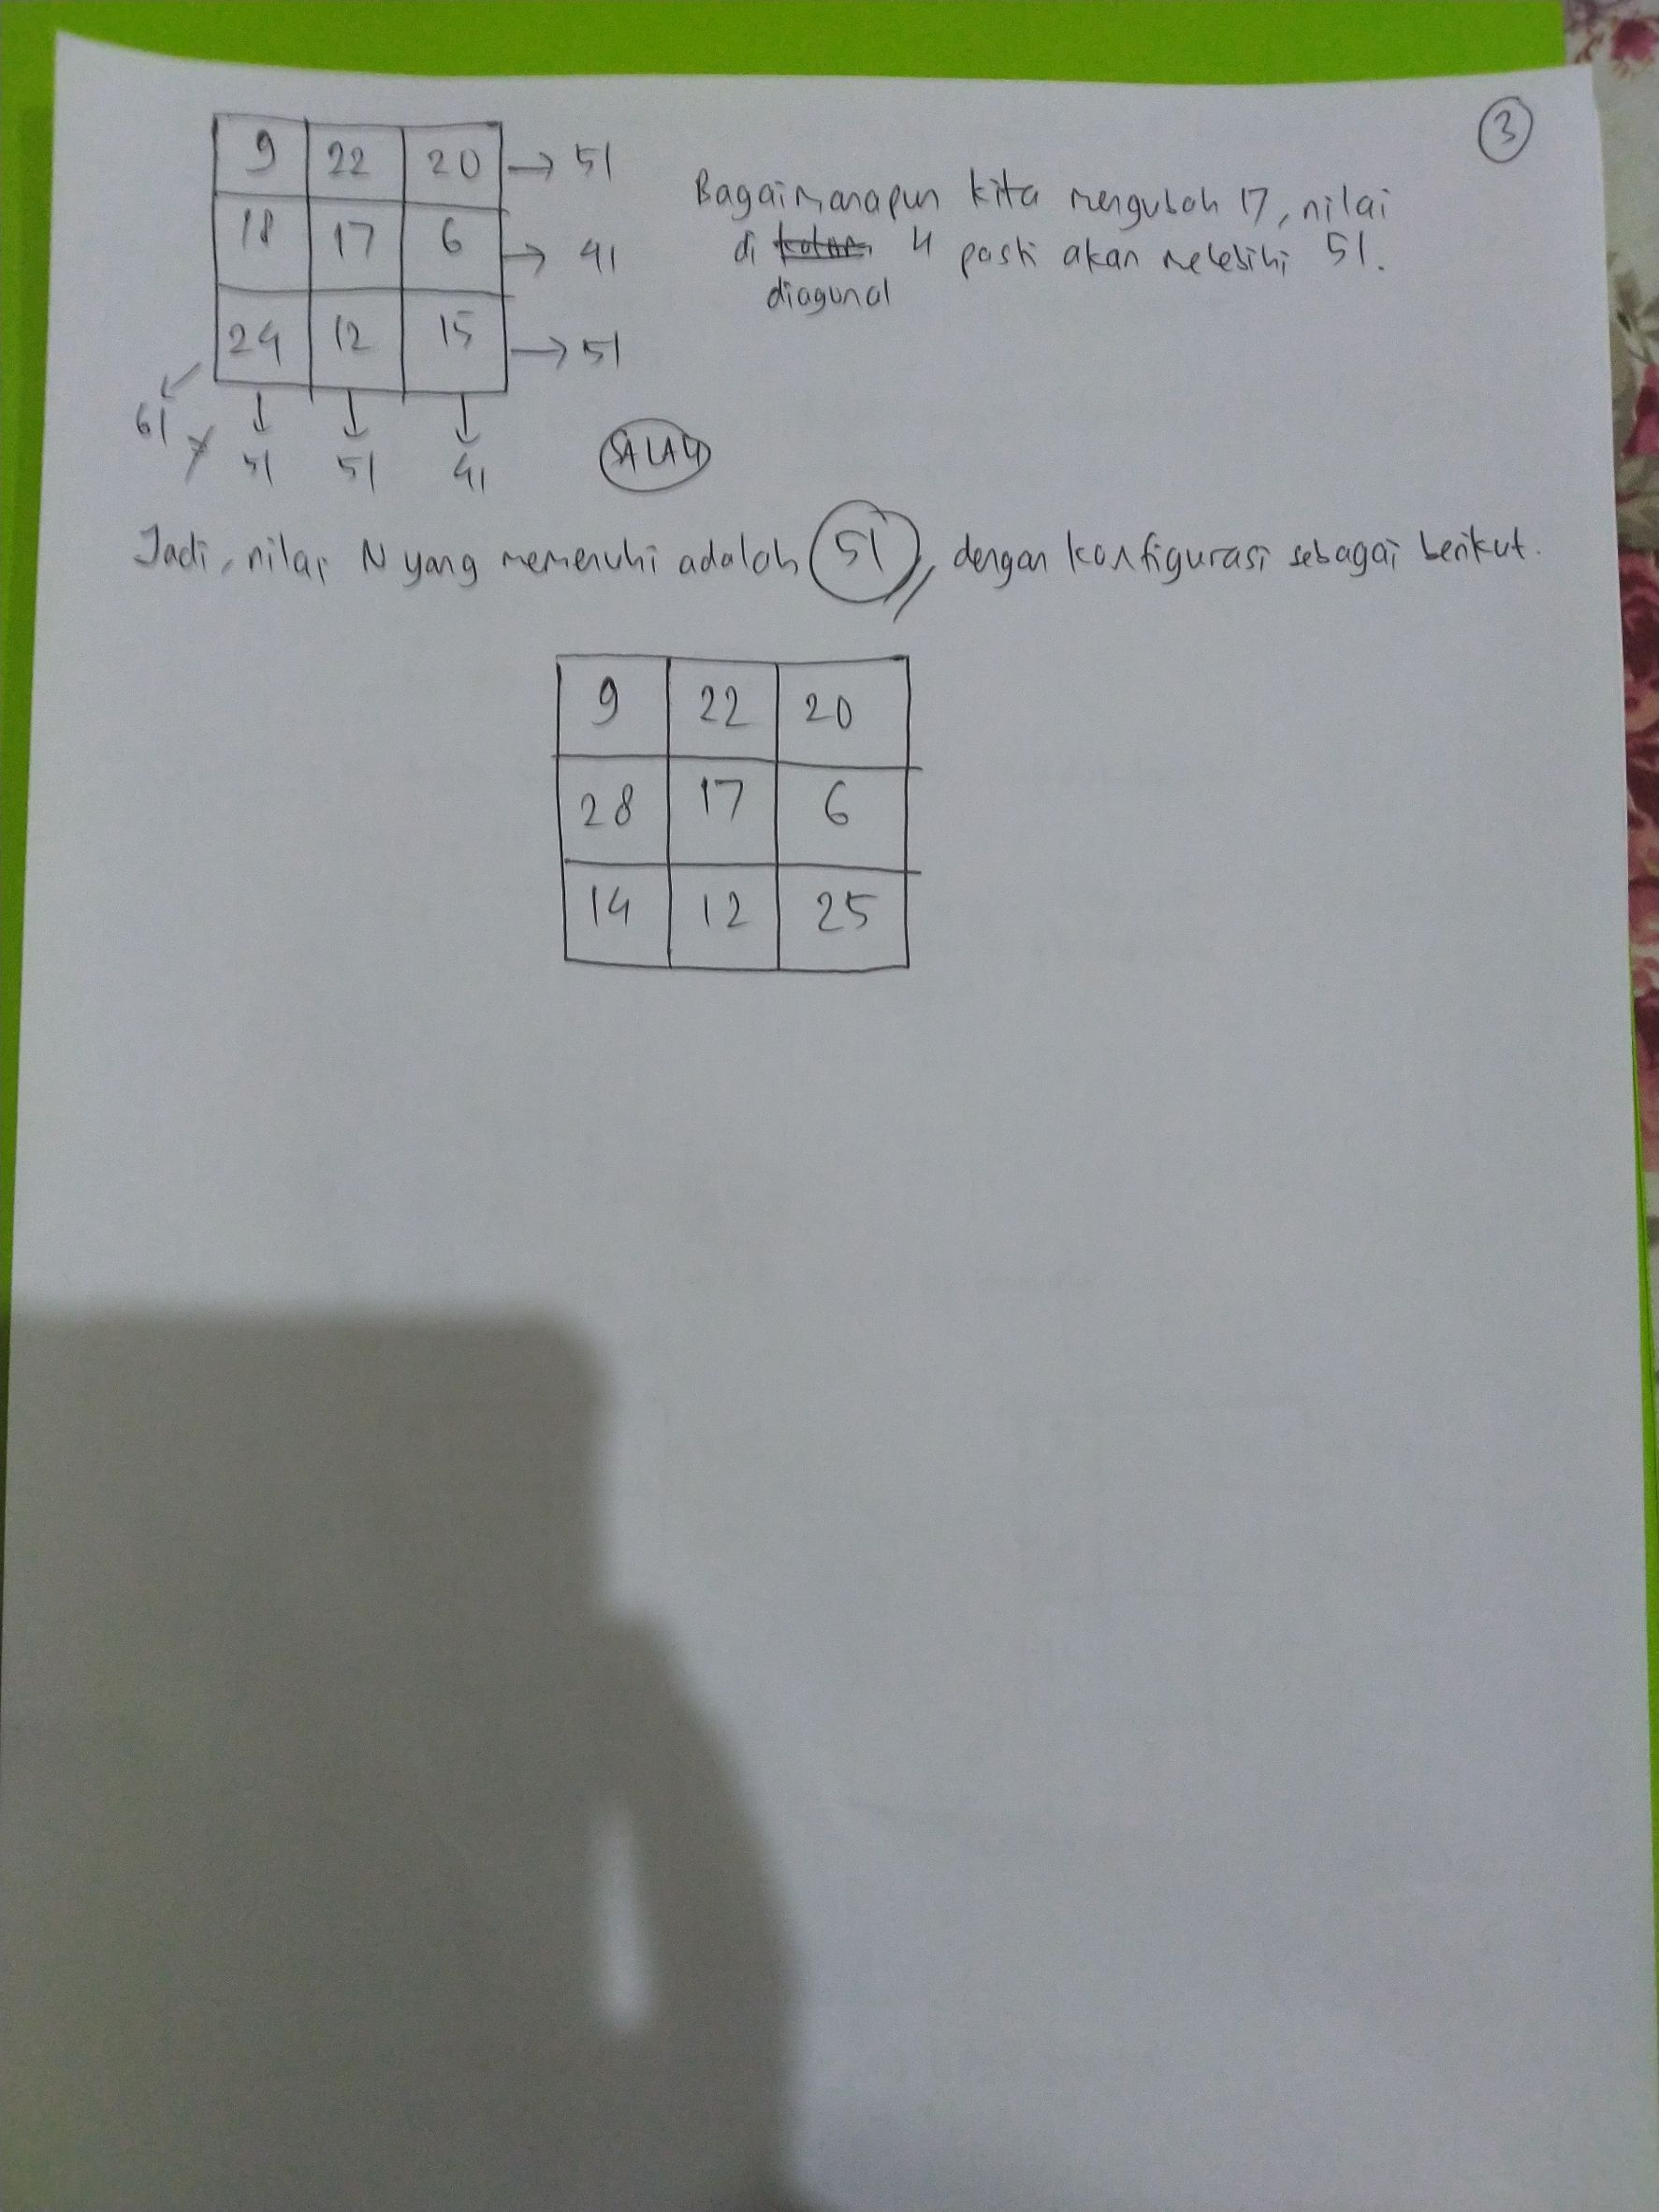 3
9 22 20 → 51
18 17 6 → 41
24 12 15 → 51
61 51 51 41
Bagaimanapun kita mengubah 17, nilai
di 4 pasti akan melebihi 51.
diagonal
SALAH
Jadi, nilai N yang memenuhi adalah 51, dengan konfigurasi sebagai berikut.
9 22 20
28 17 6
14 12 25